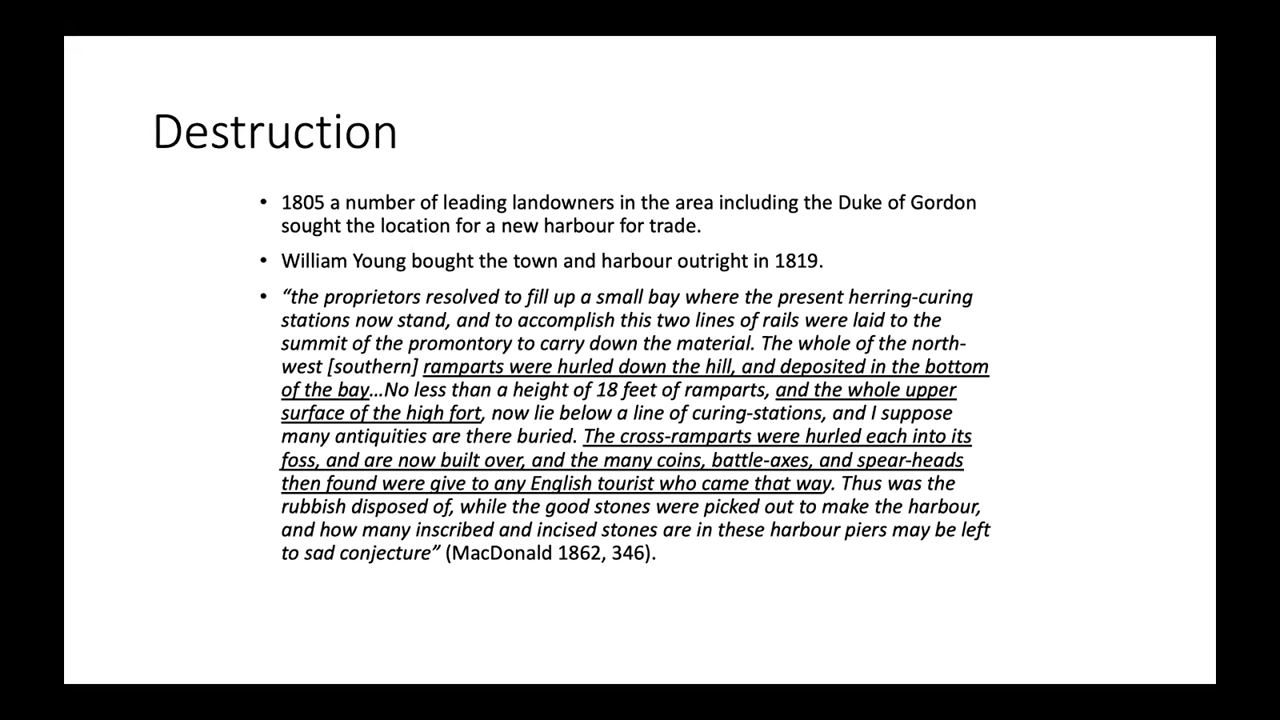 Destruction
• 1805 a number of leading landowners in the area including the Duke of Gordon
sought the location for a new harbour for trade.
• William Young bought the town and harbour outright in 1819.
• “the proprietors resolved to fill up a small bay where the present herring-curing
stations now stand, and to accomplish this two lines of rails were laid to the
summit of the promontory to carry down the material. The whole of the north-
west [southern] ramparts were hurled down the hill, and deposited in the bottom
of the bay…No less than a height of 18 feet of ramparts, and the whole upper
surface of the high fort, now lie below a line of curing-stations, and I suppose
many antiquities are there buried. The cross-ramparts were hurled each into its
foss, and are now built over, and the many coins, battle-axes, and spear-heads
then found were give to any English tourist who came that way. Thus was the
rubbish disposed of, while the good stones were picked out to make the harbour,
and how many inscribed and incised stones are in these harbour piers may be left
to sad conjecture” (MacDonald 1862, 346).